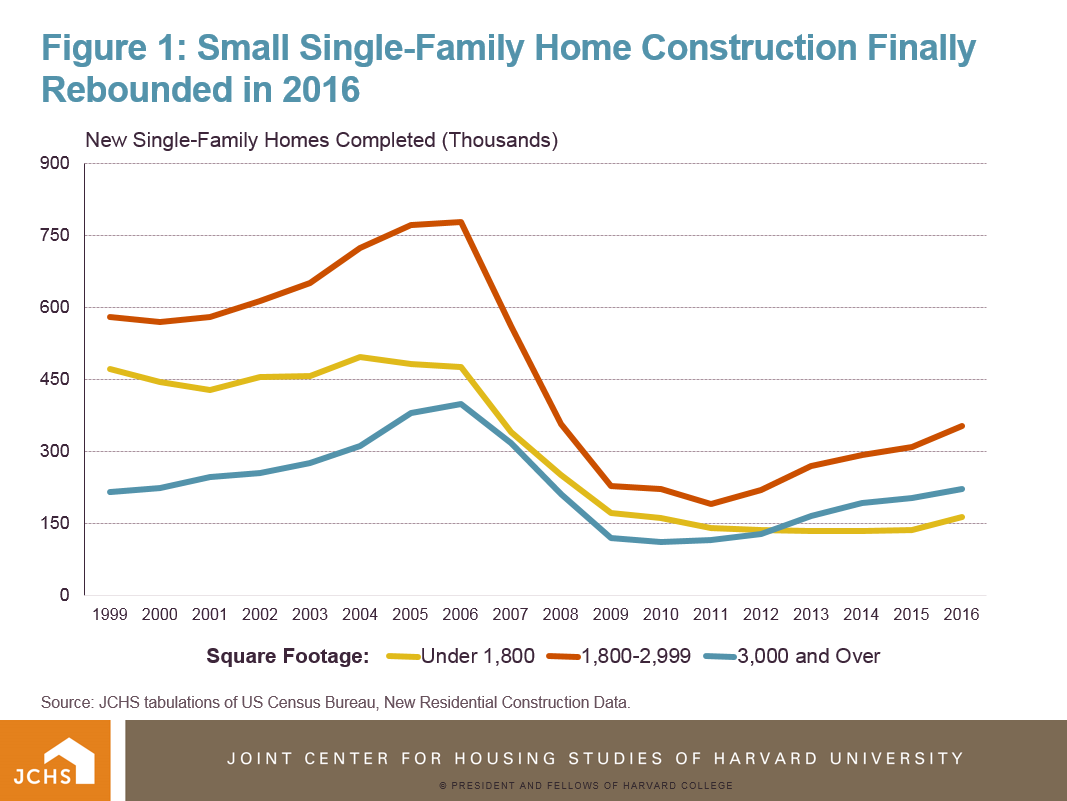 Figure 1: Small Single-Family Home Construction Finally
Rebounded in 2016
New Single-Family Homes Completed (Thousands)
900
750
600
450
300
150
0
1999 2000 2001 2002 2003 2004 2005 2006 2007 2008 2009 2010 2011 2012 2013 2014 2015 2016
Square Footage: Under 1,800 1,800-2,999 3,000 and Over
Source: JCHS tabulations of US Census Bureau, New Residential Construction Data.
JCHS
JOINT CENTER FOR HOUSING STUDIES OF HARVARD UNIVERSITY
© PRESIDENT AND FELLOWS OF HARVARD COLLEGE